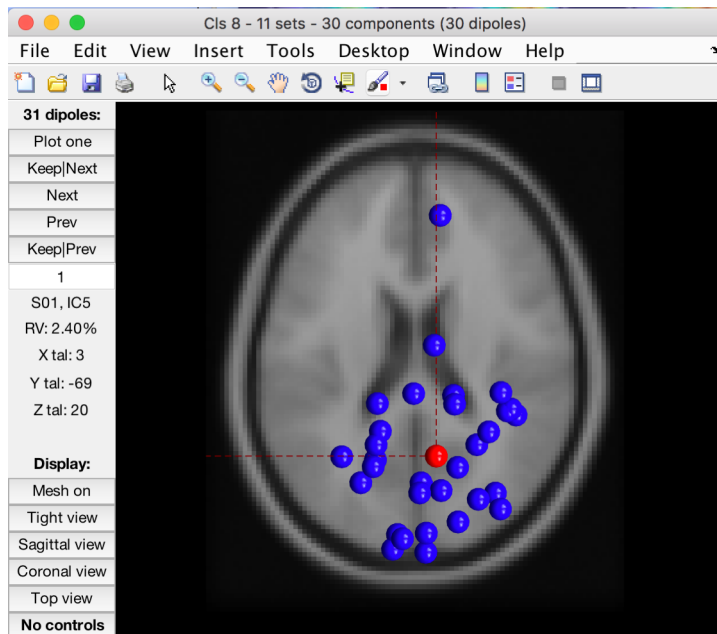 Cls 8 - 11 sets - 30 components (30 dipoles)
File Edit View Insert Tools Desktop Window Help
31 dipoles:
Plot one
Keep|Next
Next
Prev
Keep|Prev
1
S01, IC5
RV: 2.40%
X tal: 3
Y tal: -69
Z tal: 20
Display:
Mesh on
Tight view
Sagittal view
Coronal view
Top view
No controls